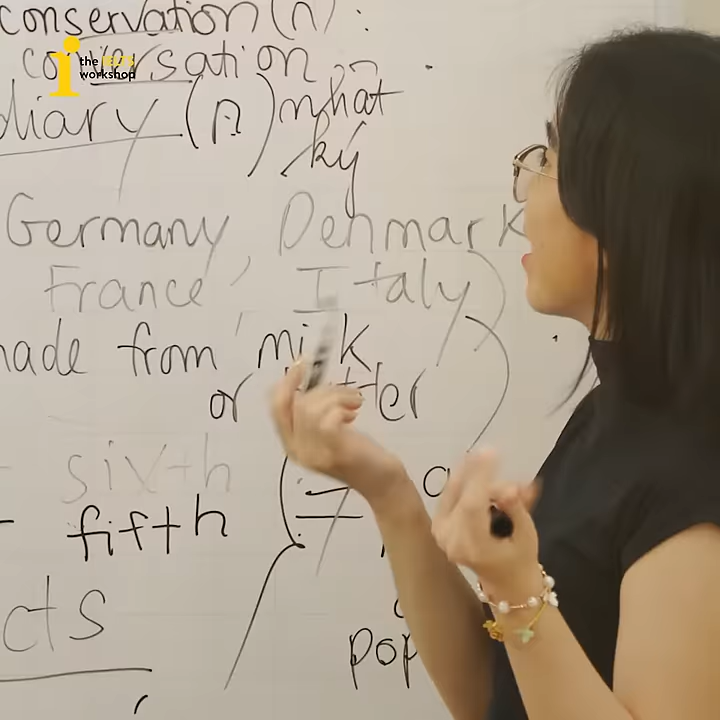 conservation (n):
conversation
the IELTS
workshop
diary (n) nhật
ký
Germany, Denmark
France, Italy
made from milk
or
sixth
fifth
cts
pop